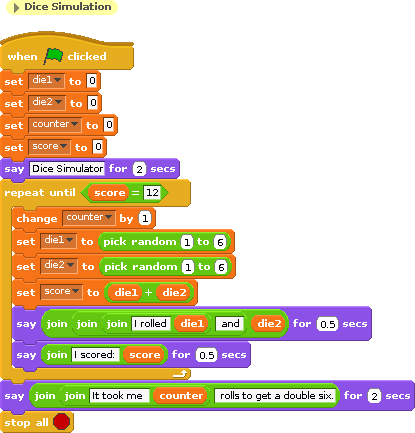 Dice Simulation
when clicked
set die1 to 0
set die2 to 0
set counter to 0
set score to 0
say Dice Simulator for 2 secs
repeat until score = 12
change counter by 1
set die1 to pick random 1 to 6
set die2 to pick random 1 to 6
set score to die1 + die2
say join join join I rolled die1 and die2 for 0.5 secs
say join I scored: score for 0.5 secs
say join join It took me counter rolls to get a double six. for 2 secs
stop all